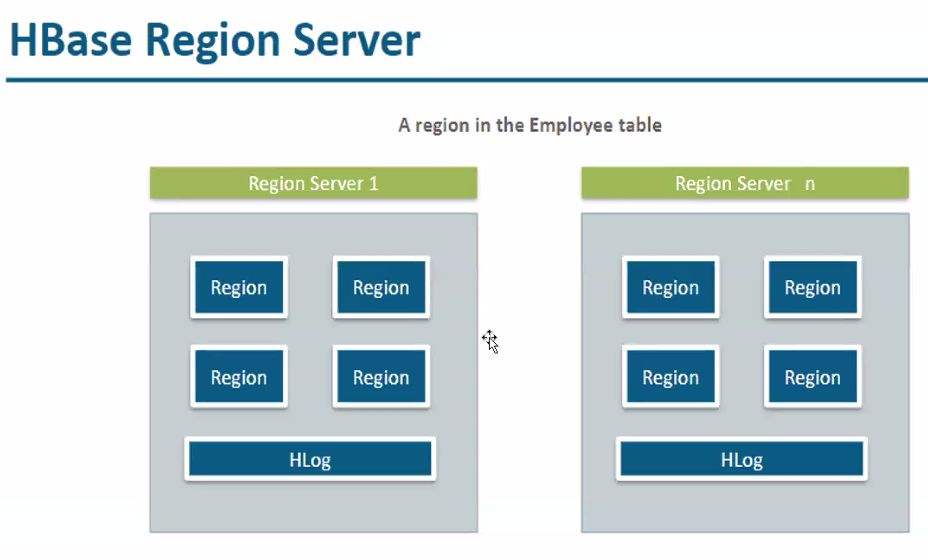 HBase Region Server
A region in the Employee table
Region Server 1
Region Server n
Region Region
Region Region
HLog
Region Region
Region Region
HLog